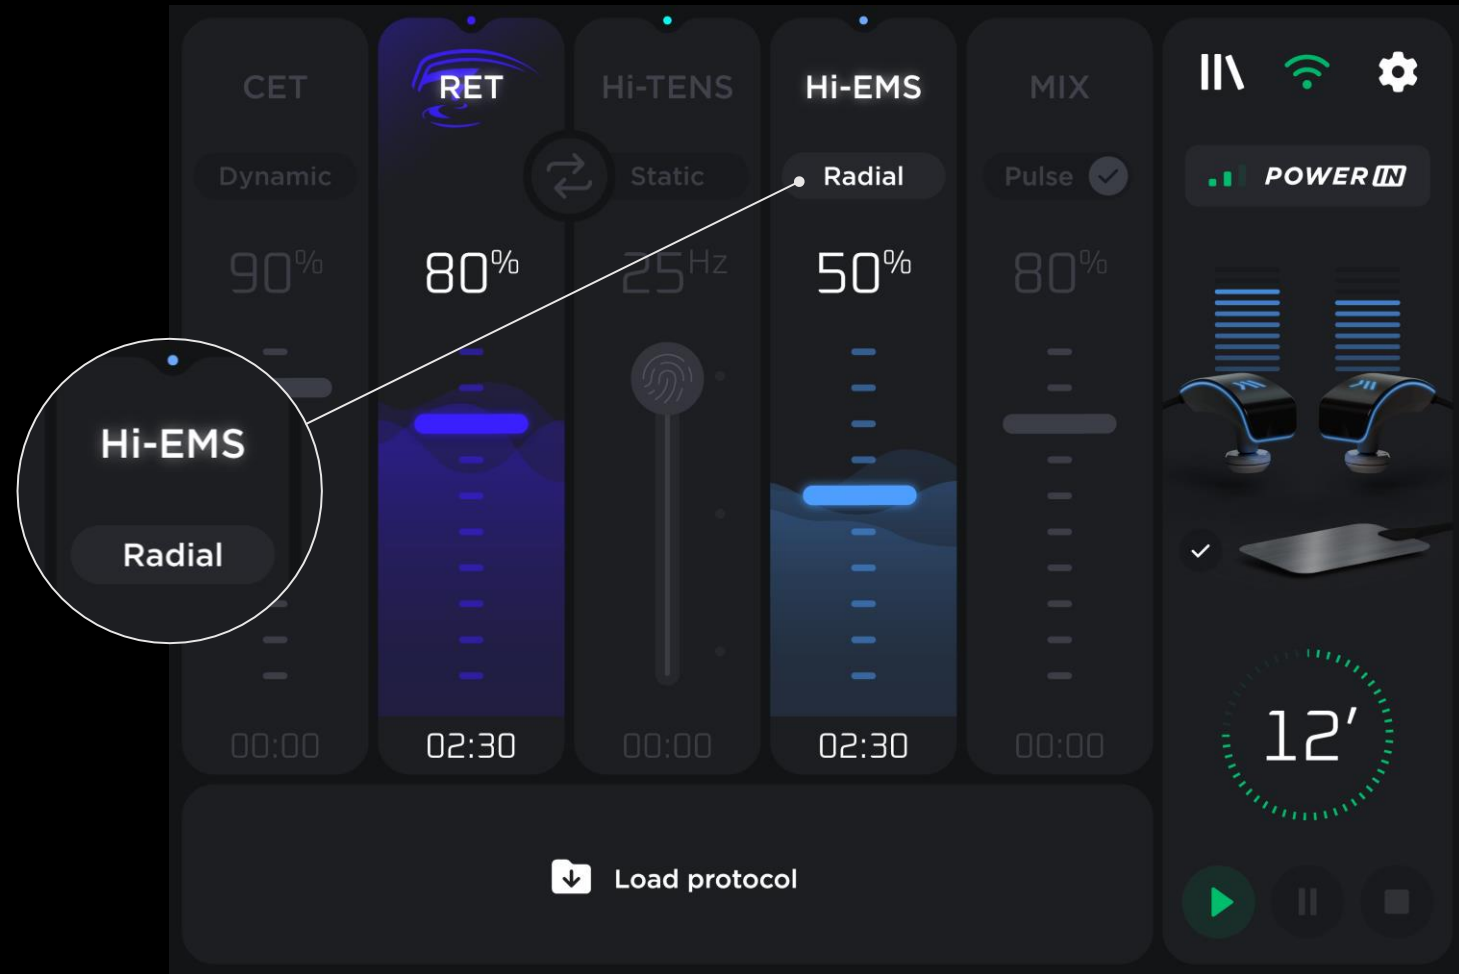 CET
RET
Hi-TENS
Hi-EMS
MIX
Dynamic
Static
Radial
Pulse
POWER IN
90%
80%
25Hz
50%
80%
Hi-EMS
Radial
00:00
02:30
00:00
02:30
00:00
12′
Load protocol